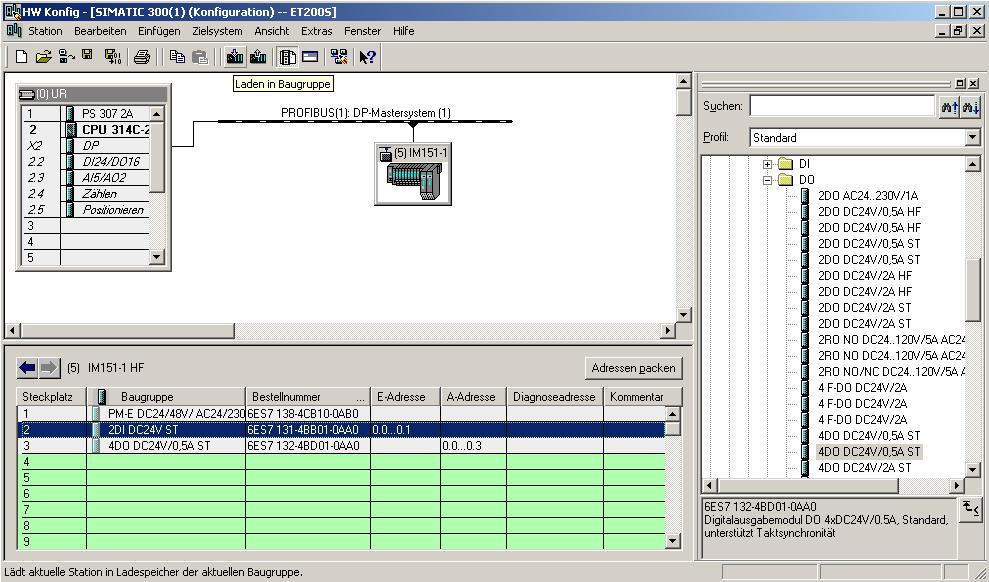 HW Konfig - [SIMATIC 300(1) (Konfiguration) -- ET200S]
Station Bearbeiten Einfügen Zielsystem Ansicht Extras Fenster Hilfe
Laden in Baugruppe
(0) UR
1 PS 307 2A
2 CPU 314C-2
X2 DP
2.2 DI24/DO16
2.3 AI5/AO2
2.4 Zählen
2.5 Positionieren
3
4
5
PROFIBUS(1): DP-Mastersystem (1)
(5) IM151-1
Suchen:
Profil: Standard
DI
DO
2DO AC24..230V/1A
2DO DC24V/0,5A HF
2DO DC24V/0,5A HF
2DO DC24V/0,5A ST
2DO DC24V/0,5A ST
2DO DC24V/2A HF
2DO DC24V/2A HF
2DO DC24V/2A ST
2DO DC24V/2A ST
2RO NO DC24..120V/5A AC24
2RO NO DC24..120V/5A AC24
2RO NO/NC DC24..120V/5A A
4 F-DO DC24V/2A
4 F-DO DC24V/2A
4 F-DO DC24V/2A
4DO DC24V/0,5A ST
4DO DC24V/0,5A ST
4DO DC24V/2A ST
6ES7 132-4BD01-0AA0
Digitalausgabemodul DO 4xDC24V/0.5A, Standard,
unterstützt Taktsynchronität
(5) IM151-1 HF
Adressen packen
Steckplatz Baugruppe Bestellnummer ... E-Adresse A-Adresse Diagnoseadresse Kommentar
1 PM-E DC24/48V/ AC24/230 6ES7 138-4CB10-0AB0
2 2DI DC24V ST 6ES7 131-4BB01-0AA0 0.0...0.1
3 4DO DC24V/0,5A ST 6ES7 132-4BD01-0AA0 0.0...0.3
4
5
6
7
8
9
Lädt aktuelle Station in Ladespeicher der aktuellen Baugruppe.